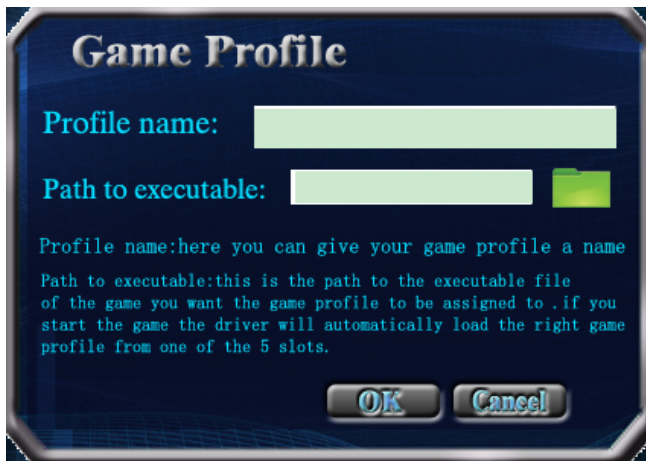 Game Profile
Profile name:
Path to executable:
Profile name:here you can give your game profile a name
Path to executable:this is the path to the executable file
of the game you want the game profile to be assigned to .if you
start the game the driver will automatically load the right game
profile from one of the 5 slots.
OK Cancel